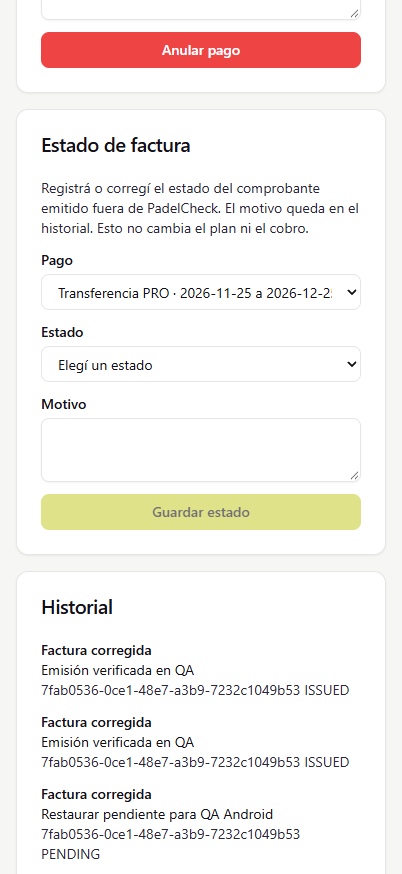 Anular pago
Estado de factura
Registrá o corregí el estado del comprobante
emitido fuera de PadelCheck. El motivo queda en el
historial. Esto no cambia el plan ni el cobro.
Pago
Transferencia PRO · 2026-11-25 a 2026-12-2
Estado
Elegí un estado
Motivo
Guardar estado
Historial
Factura corregida
Emisión verificada en QA
7fab0536-0ce1-48e7-a3b9-7232c1049b53 ISSUED
Factura corregida
Emisión verificada en QA
7fab0536-0ce1-48e7-a3b9-7232c1049b53 ISSUED
Factura corregida
Restaurar pendiente para QA Android
7fab0536-0ce1-48e7-a3b9-7232c1049b53
PENDING